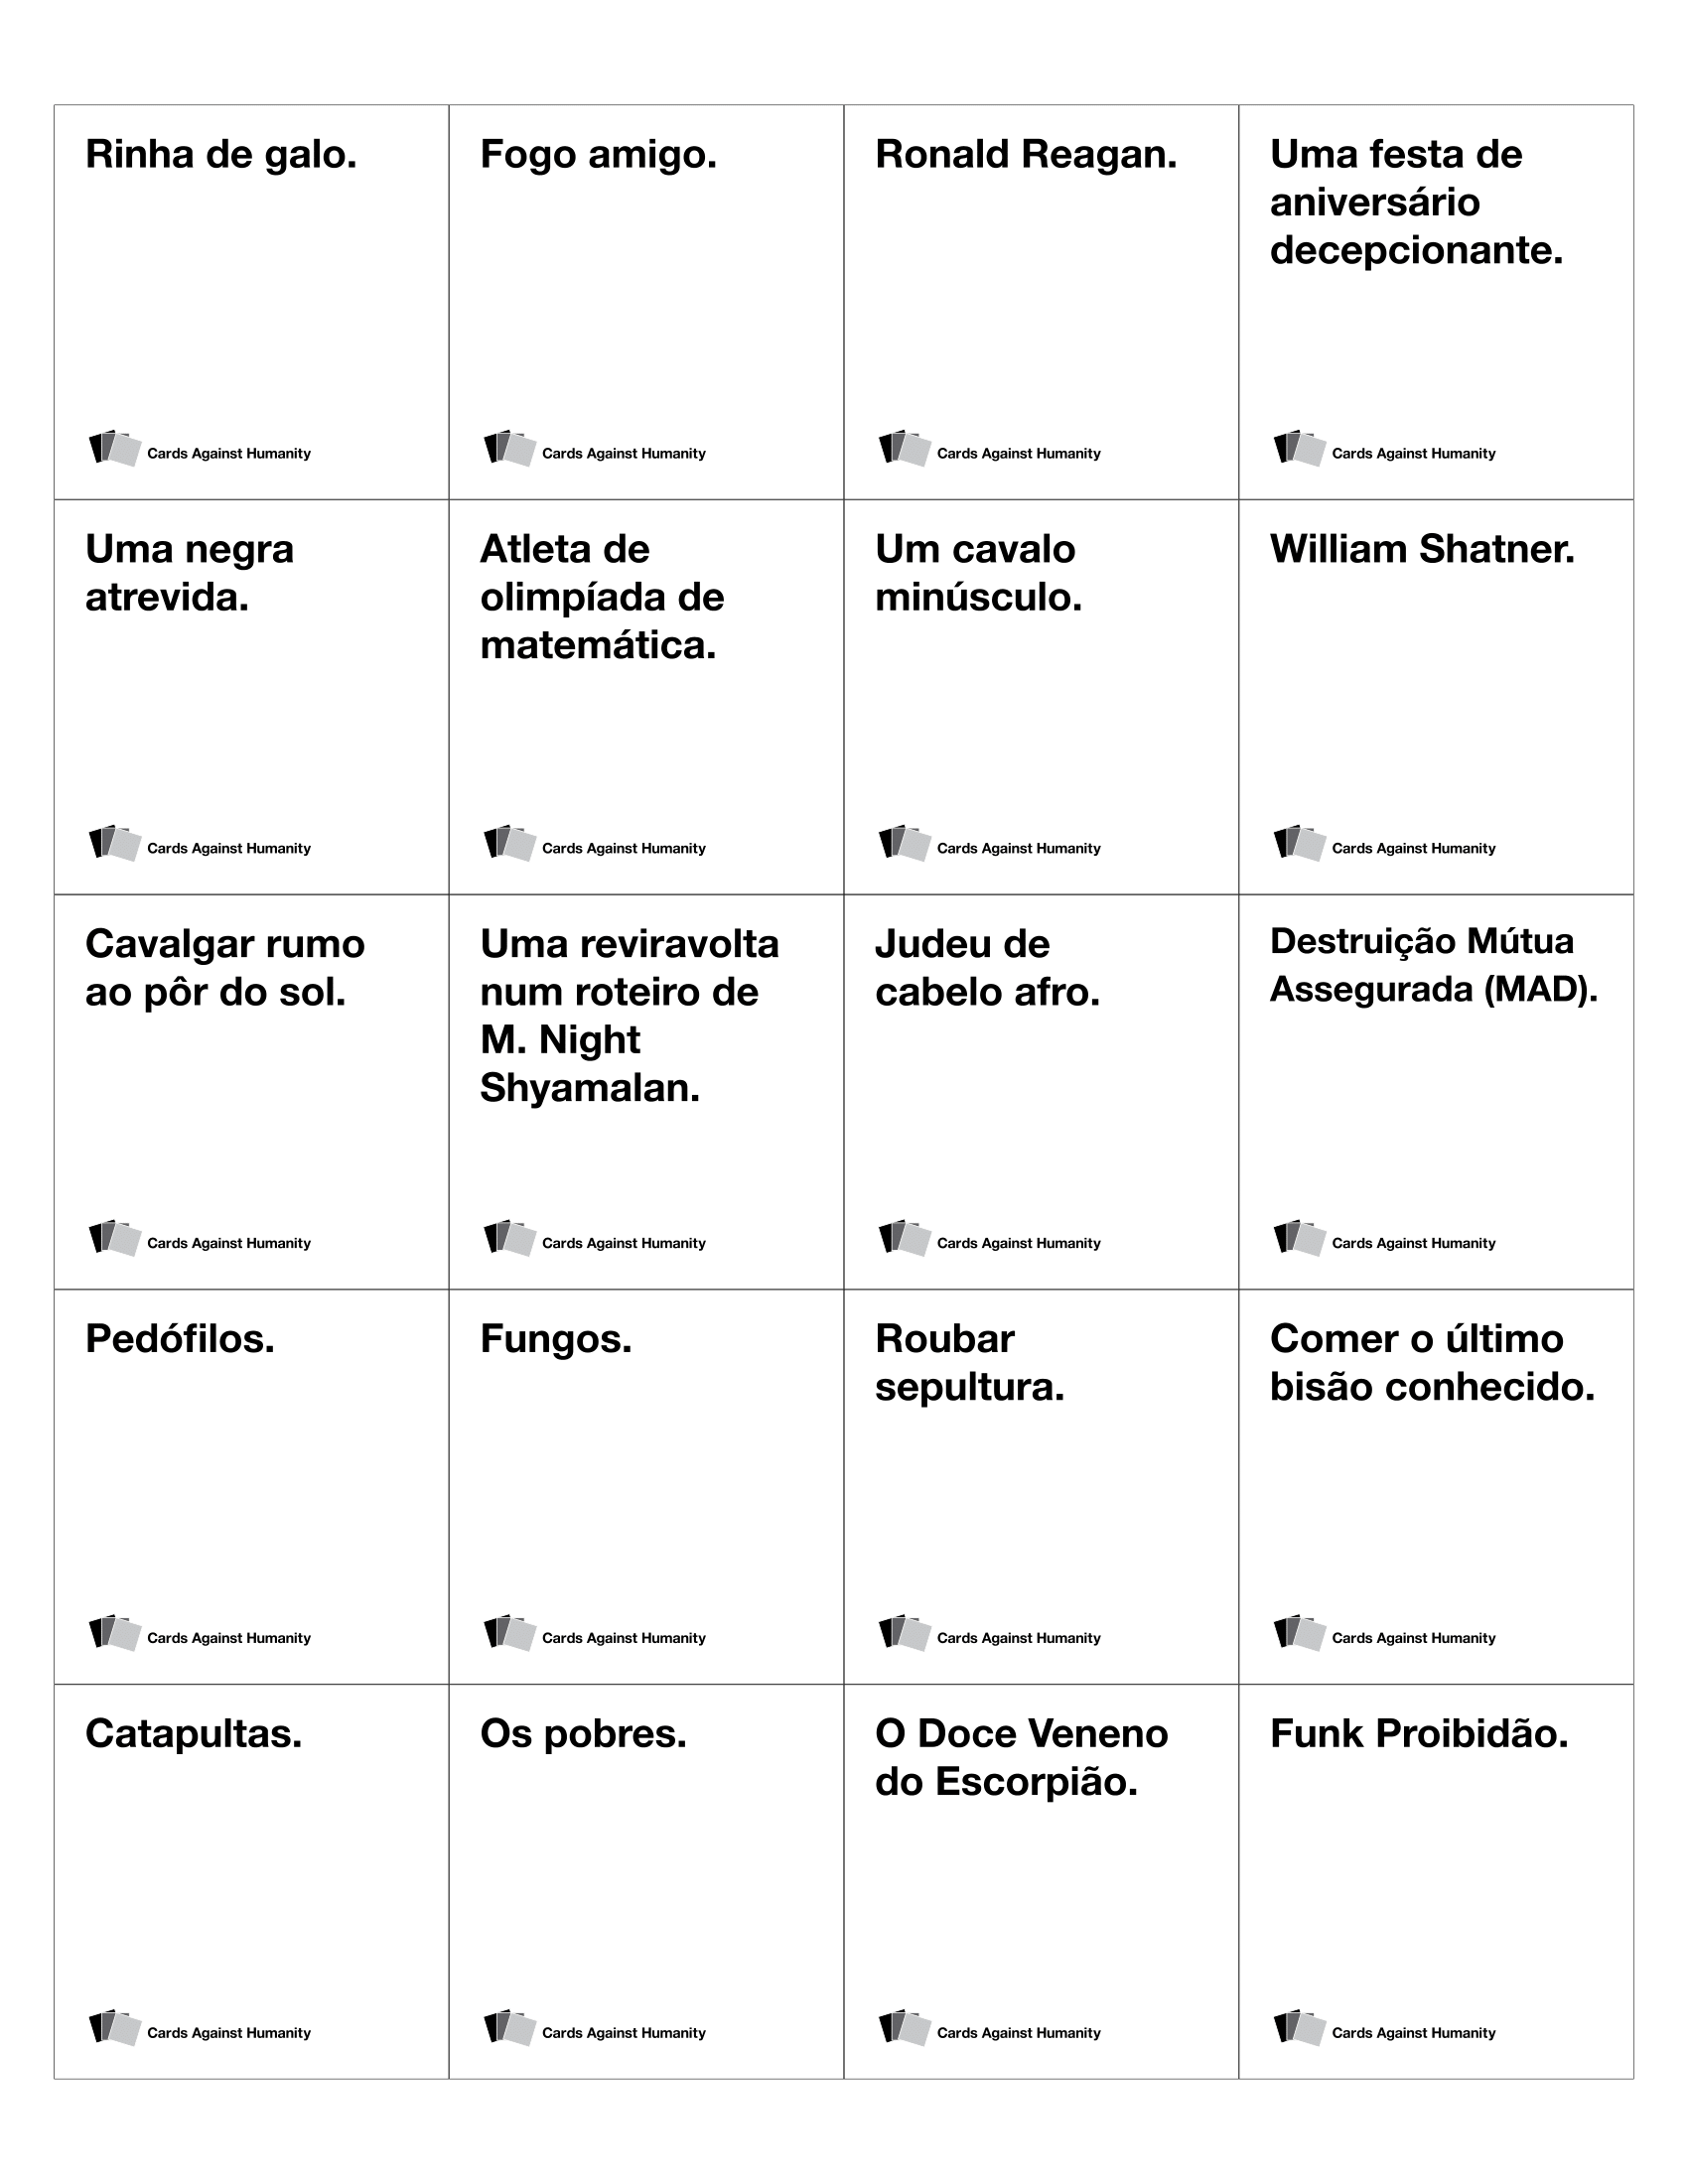 Rinha de galo.
Cards Against Humanity
Fogo amigo.
Cards Against Humanity
Ronald Reagan.
Cards Against Humanity
Uma festa de
aniversário
decepcionante.
Cards Against Humanity
Uma negra
atrevida.
Cards Against Humanity
Atleta de
olimpíada de
matemática.
Cards Against Humanity
Um cavalo
minúsculo.
Cards Against Humanity
William Shatner.
Cards Against Humanity
Cavalgar rumo
ao pôr do sol.
Cards Against Humanity
Uma reviravolta
num roteiro de
M. Night
Shyamalan.
Cards Against Humanity
Judeu de
cabelo afro.
Cards Against Humanity
Destruição Mútua
Assegurada (MAD).
Cards Against Humanity
Pedófilos.
Cards Against Humanity
Fungos.
Cards Against Humanity
Roubar
sepultura.
Cards Against Humanity
Comer o último
bisão conhecido.
Cards Against Humanity
Catapultas.
Cards Against Humanity
Os pobres.
Cards Against Humanity
O Doce Veneno
do Escorpião.
Cards Against Humanity
Funk Proibidão.
Cards Against Humanity